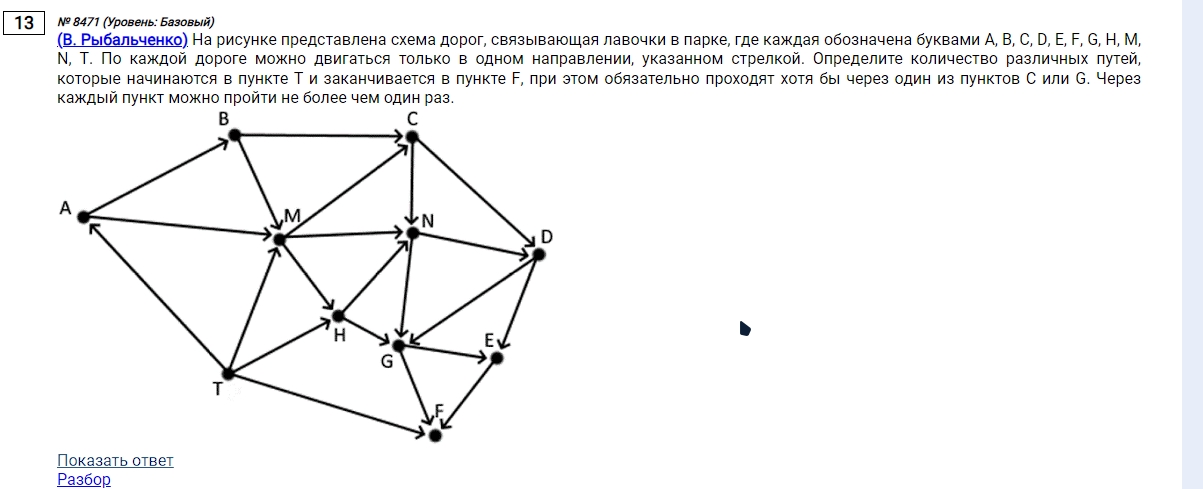 13
№ 8471 (Уровень: Базовый)
(В. Рыбальченко) На рисунке представлена схема дорог, связывающая лавочки в парке, где каждая обозначена буквами A, B, C, D, E, F, G, H, M,
N, T. По каждой дороге можно двигаться только в одном направлении, указанном стрелкой. Определите количество различных путей,
которые начинаются в пункте T и заканчивается в пункте F, при этом обязательно проходят хотя бы через один из пунктов C или G. Через
каждый пункт можно пройти не более чем один раз.
B
C
A
M
N
D
H
G
E
T
F
Показать ответ
Разбор